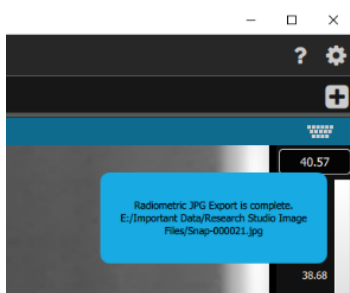 ?
40.57
Radiometric JPG Export is complete.
E:/Important Data/Research Studio Image
Files/Snap-000021.jpg
38.68